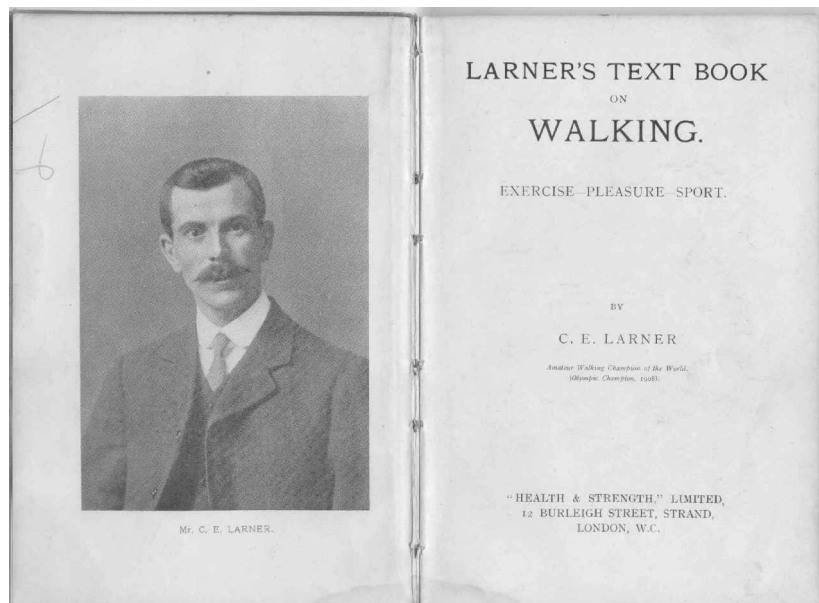 Mr. C. E. LARNER.
LARNER'S TEXT BOOK
ON
WALKING.
EXERCISE—PLEASURE—SPORT.
BY
C. E. LARNER
Amateur Walking Champion of the World.
(Olympic Champion, 1908).
"HEALTH & STRENGTH," LIMITED,
12 BURLEIGH STREET, STRAND,
LONDON, W.C.